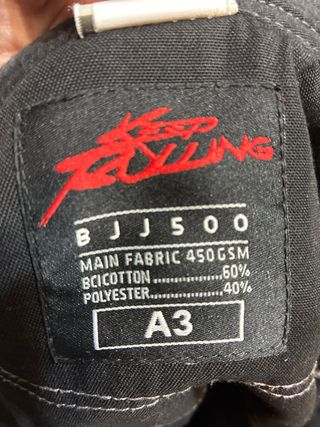 KEEP
ROLLING
BJJ500
MAIN FABRIC 450GSM
BCICOTTON..............60%
POLYESTER..............40%
A3